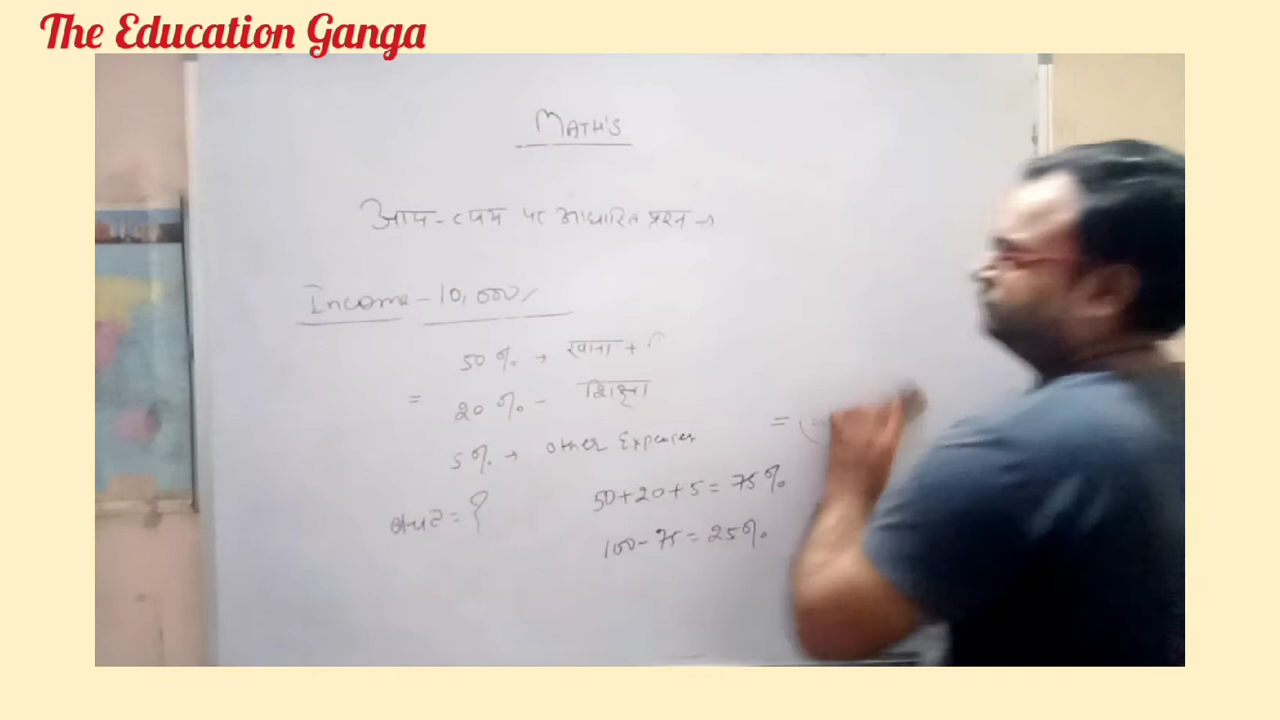 The Education Ganga
MATH'S
आय - व्यय पर आधारित प्रश्न →
Income - 10,000/
50 % → खाना +
= 20 % - शिक्षा
5 % → other Expences
बचत = ?
50+20+5 = 75%
100 - 75 = 25%
=